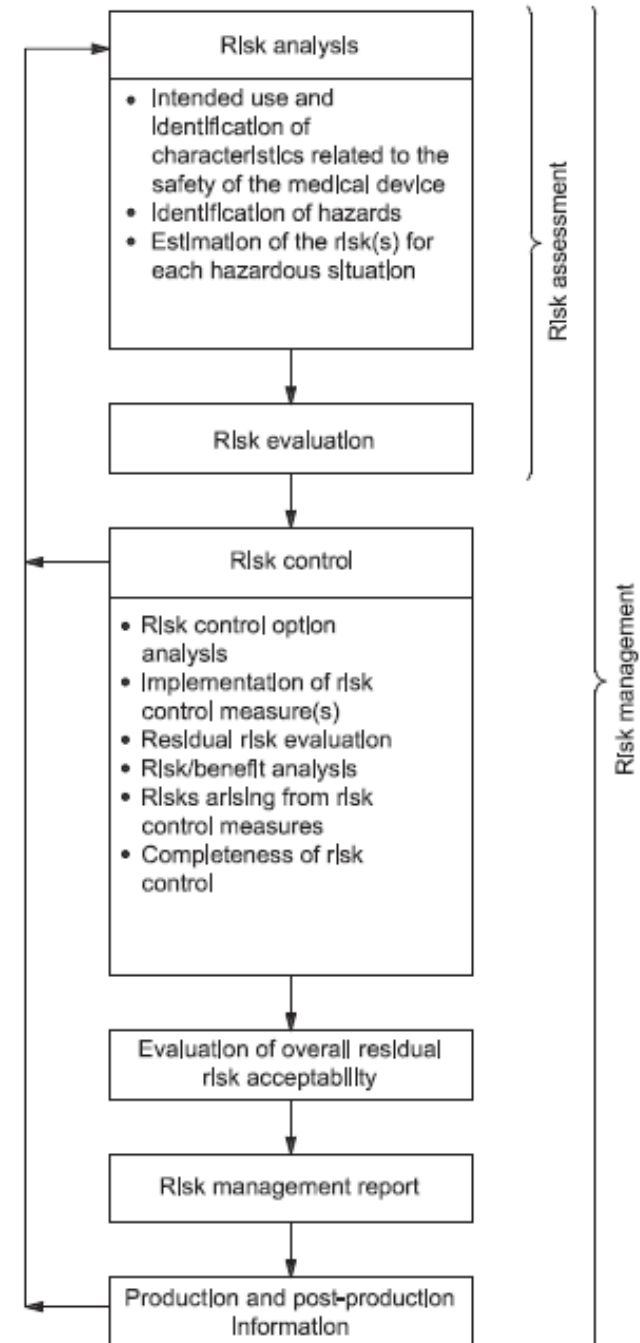 Risk analysis
• Intended use and
identification of
characteristics related to the
safety of the medical device
• Identification of hazards
• Estimation of the risk(s) for
each hazardous situation
Risk evaluation
Risk control
• Risk control option
analysis
• Implementation of risk
control measure(s)
• Residual risk evaluation
• Risk/benefit analysis
• Risks arising from risk
control measures
• Completeness of risk
control
Evaluation of overall residual
risk acceptability
Risk management report
Production and post-production
Information
Risk assessment
Risk management